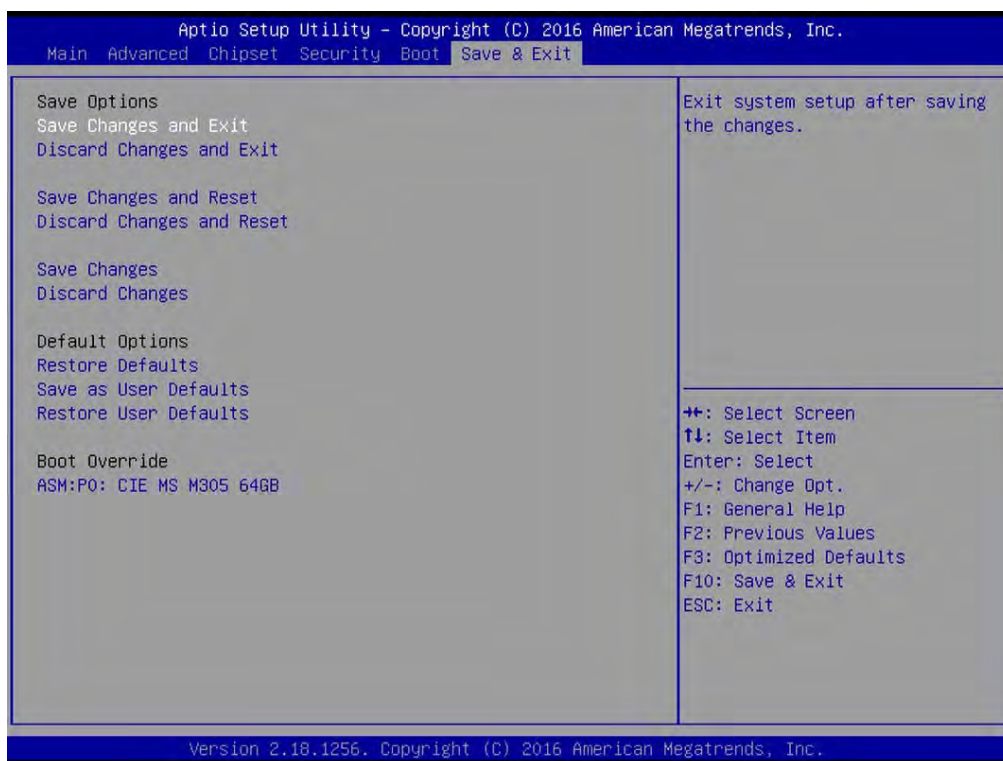 Aptio Setup Utility – Copyright (C) 2016 American Megatrends, Inc.
Main Advanced Chipset Security Boot Save & Exit
Save Options
Save Changes and Exit
Discard Changes and Exit
Save Changes and Reset
Discard Changes and Reset
Save Changes
Discard Changes
Default Options
Restore Defaults
Save as User Defaults
Restore User Defaults
Boot Override
ASM:P0: CIE MS M305 64GB
Exit system setup after saving
the changes.
→←: Select Screen
↑↓: Select Item
Enter: Select
+/-: Change Opt.
F1: General Help
F2: Previous Values
F3: Optimized Defaults
F10: Save & Exit
ESC: Exit
Version 2.18.1256. Copyright (C) 2016 American Megatrends, Inc.